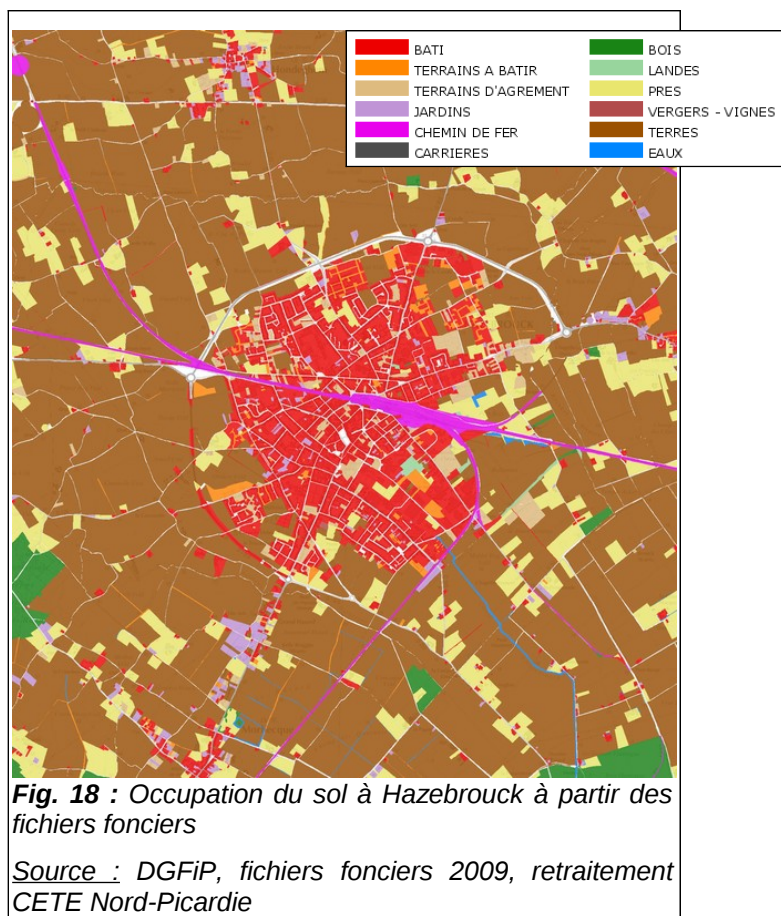 BATI
TERRAINS A BATIR
TERRAINS D'AGREMENT
JARDINS
CHEMIN DE FER
CARRIERES
BOIS
LANDES
PRES
VERGERS - VIGNES
TERRES
EAUX
Fig. 18 : Occupation du sol à Hazebrouck à partir des
fichiers fonciers
Source : DGFiP, fichiers fonciers 2009, retraitement
CETE Nord-Picardie